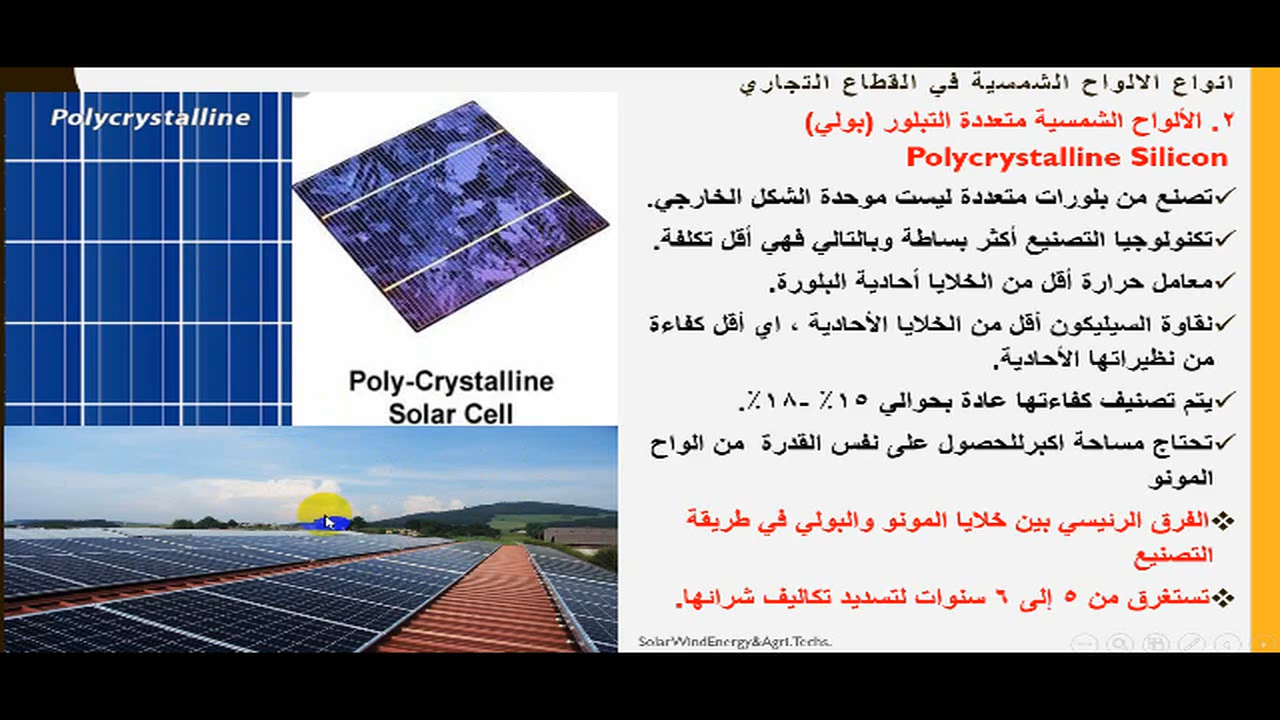 انواع الالواح الشمسية في القطاع التجاري
٢. الألواح الشمسية متعددة التبلور (بولي)
Polycrystalline Silicon
✓تصنع من بلورات متعددة ليست موحدة الشكل الخارجي.
✓تكنولوجيا التصنيع أكثر بساطة وبالتالي فهي أقل تكلفة.
✓معامل حرارة أقل من الخلايا أحادية البلورة.
✓نقاوة السيليكون أقل من الخلايا الأحادية ، اي أقل كفاءة
من نظيراتها الأحادية.
✓يتم تصنيف كفاءتها عادة بحوالي ١٥٪ -١٨٪.
✓تحتاج مساحة اكبرللحصول على نفس القدرة من الواح
المونو
❖الفرق الرئيسي بين خلايا المونو والبولي في طريقة
التصنيع
❖تستغرق من ٥ إلى ٦ سنوات لتسديد تكاليف شرائها.
Polycrystalline
Poly-Crystalline
Solar Cell
SolarWindEnergy&Agri.Techs.